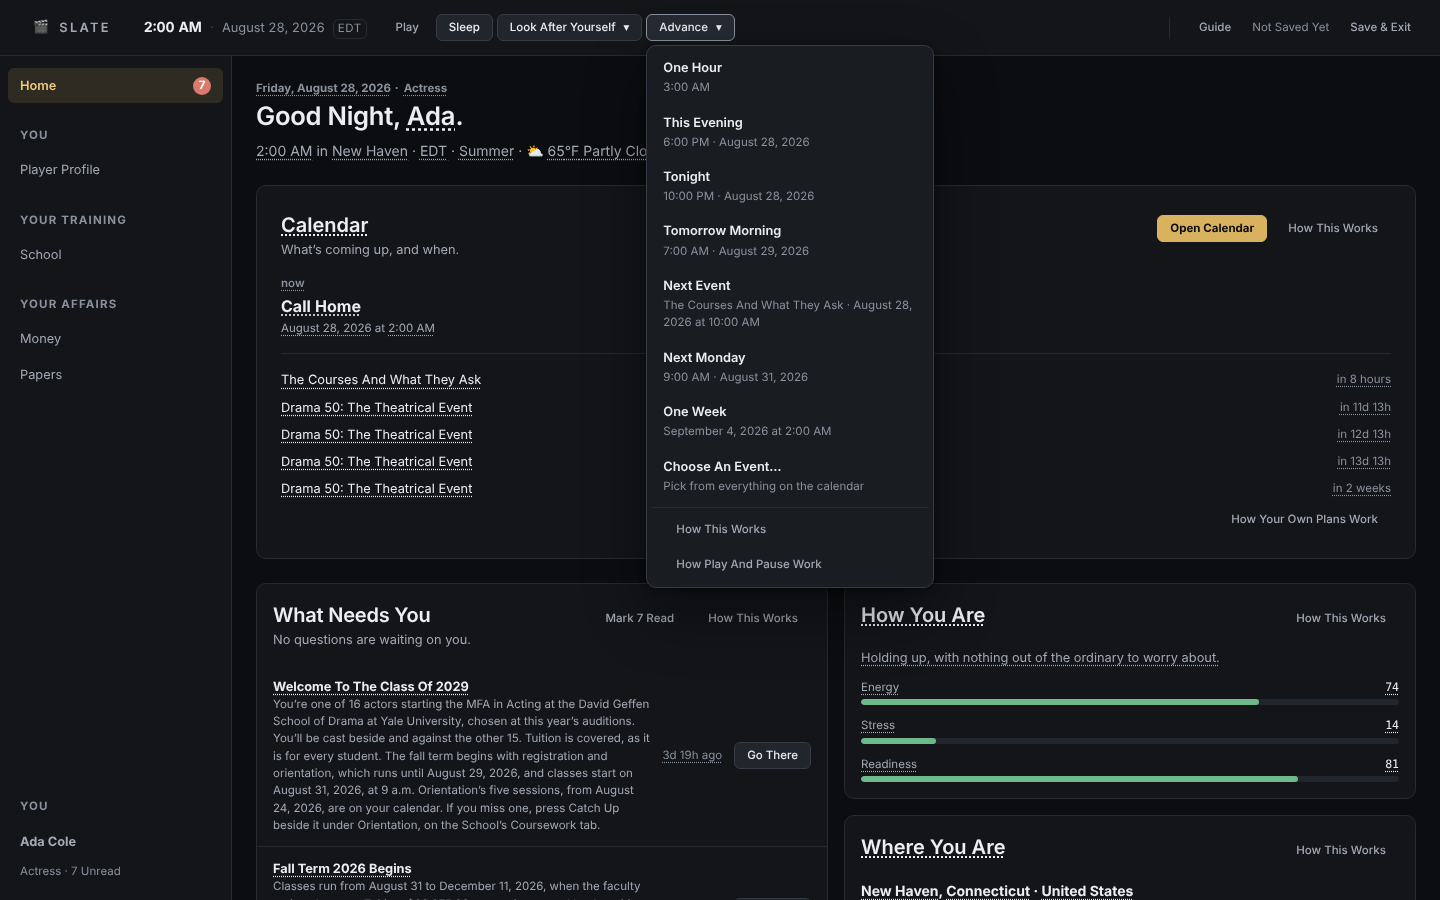 SLATE
2:00 AM · August 28, 2026 EDT
Play
Sleep
Look After Yourself ▾
Advance ▾
Guide
Not Saved Yet
Save & Exit
Home
7
YOU
Player Profile
YOUR TRAINING
School
YOUR AFFAIRS
Money
Papers
YOU
Ada Cole
Actress · 7 Unread
Friday, August 28, 2026 · Actress
Good Night, Ada.
2:00 AM in New Haven · EDT · Summer · 65°F Partly
One Hour
3:00 AM
This Evening
6:00 PM · August 28, 2026
Tonight
10:00 PM · August 28, 2026
Tomorrow Morning
7:00 AM · August 29, 2026
Next Event
The Courses And What They Ask · August 28,
2026 at 10:00 AM
Next Monday
9:00 AM · August 31, 2026
One Week
September 4, 2026 at 2:00 AM
Choose An Event...
Pick from everything on the calendar
How This Works
How Play And Pause Work
Calendar
What's coming up, and when.
Open Calendar
How This Works
now
Call Home
August 28, 2026 at 2:00 AM
The Courses And What They Ask
in 8 hours
Drama 50: The Theatrical Event
in 11d 13h
Drama 50: The Theatrical Event
in 12d 13h
Drama 50: The Theatrical Event
in 13d 13h
Drama 50: The Theatrical Event
in 2 weeks
How Your Own Plans Work
What Needs You
Mark 7 Read
How This Works
No questions are waiting on you.
Welcome To The Class Of 2029
You're one of 16 actors starting the MFA in Acting at the David Geffen
School of Drama at Yale University, chosen at this year's auditions.
You'll be cast beside and against the other 15. Tuition is covered, as it
is for every student. The fall term begins with registration and
orientation, which runs until August 29, 2026, and classes start on
August 31, 2026, at 9 a.m. Orientation's five sessions, from August
24, 2026, are on your calendar. If you miss one, press Catch Up
beside it under Orientation, on the School's Coursework tab.
3d 19h ago
Go There
Fall Term 2026 Begins
Classes run from August 31 to December 11, 2026, when the faculty
How You Are
How This Works
Holding up, with nothing out of the ordinary to worry about.
Energy
74
Stress
14
Readiness
81
Where You Are
How This Works
New Haven, Connecticut · United States